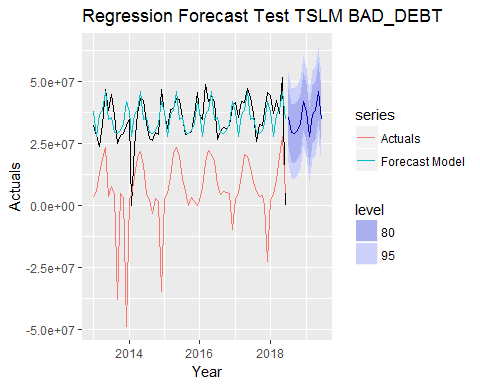 Regression Forecast Test TSLM BAD_DEBT
5.0e+07
2.5e+07
0.0e+00
-2.5e+07
-5.0e+07
Actuals
2014
2016
2018
Year
series
Actuals
Forecast Model
level
80
95